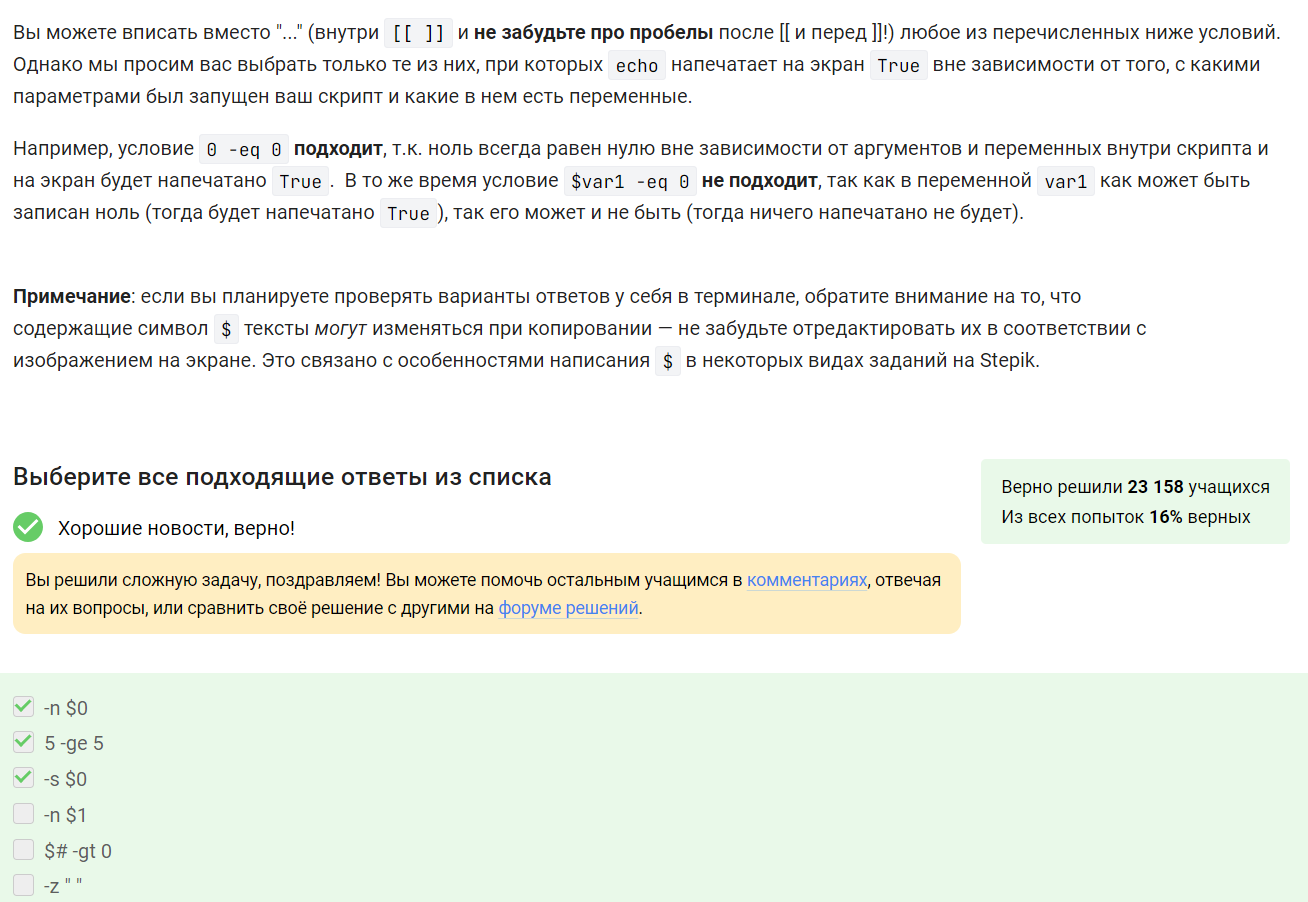 Вы можете вписать вместо "..." (внутри [[ ]] и не забудьте про пробелы после [[ и перед ]]!) любое из перечисленных ниже условий.
Однако мы просим вас выбрать только те из них, при которых echo напечатает на экран True вне зависимости от того, с какими
параметрами был запущен ваш скрипт и какие в нем есть переменные.
Например, условие 0 -eq 0 подходит, т.к. ноль всегда равен нулю вне зависимости от аргументов и переменных внутри скрипта и
на экран будет напечатано True. В то же время условие $var1 -eq 0 не подходит, так как в переменной var1 как может быть
записан ноль (тогда будет напечатано True), так его может и не быть (тогда ничего напечатано не будет).
Примечание: если вы планируете проверять варианты ответов у себя в терминале, обратите внимание на то, что
содержащие символ $ тексты могут изменяться при копировании — не забудьте отредактировать их в соответствии с
изображением на экране. Это связано с особенностями написания $ в некоторых видах заданий на Stepik.
Выберите все подходящие ответы из списка
Верно решили 23 158 учащихся
Из всех попыток 16% верных
Хорошие новости, верно!
Вы решили сложную задачу, поздравляем! Вы можете помочь остальным учащимся в комментариях, отвечая
на их вопросы, или сравнить своё решение с другими на форуме решений.
-n $0
5 -ge 5
-s $0
-n $1
$# -gt 0
-z " "